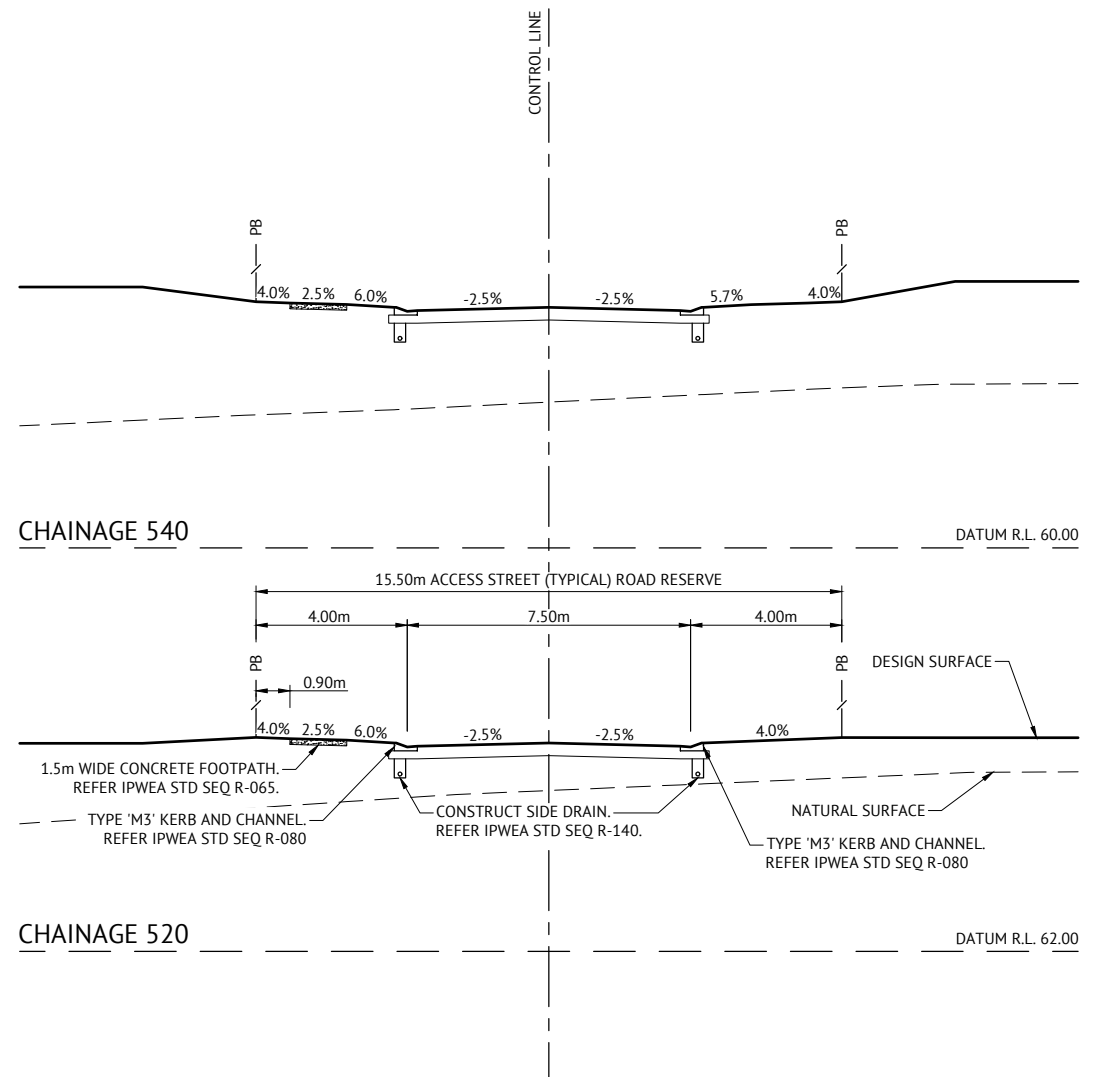 CONTROL LINE
PB
PB
4.0% 2.5% 6.0% -2.5% -2.5% 5.7% 4.0%
CHAINAGE 540
DATUM R.L. 60.00
15.50m ACCESS STREET (TYPICAL) ROAD RESERVE
4.00m 7.50m 4.00m
PB
PB
DESIGN SURFACE
0.90m
4.0% 2.5% 6.0% -2.5% -2.5% 4.0%
1.5m WIDE CONCRETE FOOTPATH.
REFER IPWEA STD SEQ R-065.
TYPE 'M3' KERB AND CHANNEL.
REFER IPWEA STD SEQ R-080
CONSTRUCT SIDE DRAIN.
REFER IPWEA STD SEQ R-140.
NATURAL SURFACE
TYPE 'M3' KERB AND CHANNEL.
REFER IPWEA STD SEQ R-080
CHAINAGE 520
DATUM R.L. 62.00